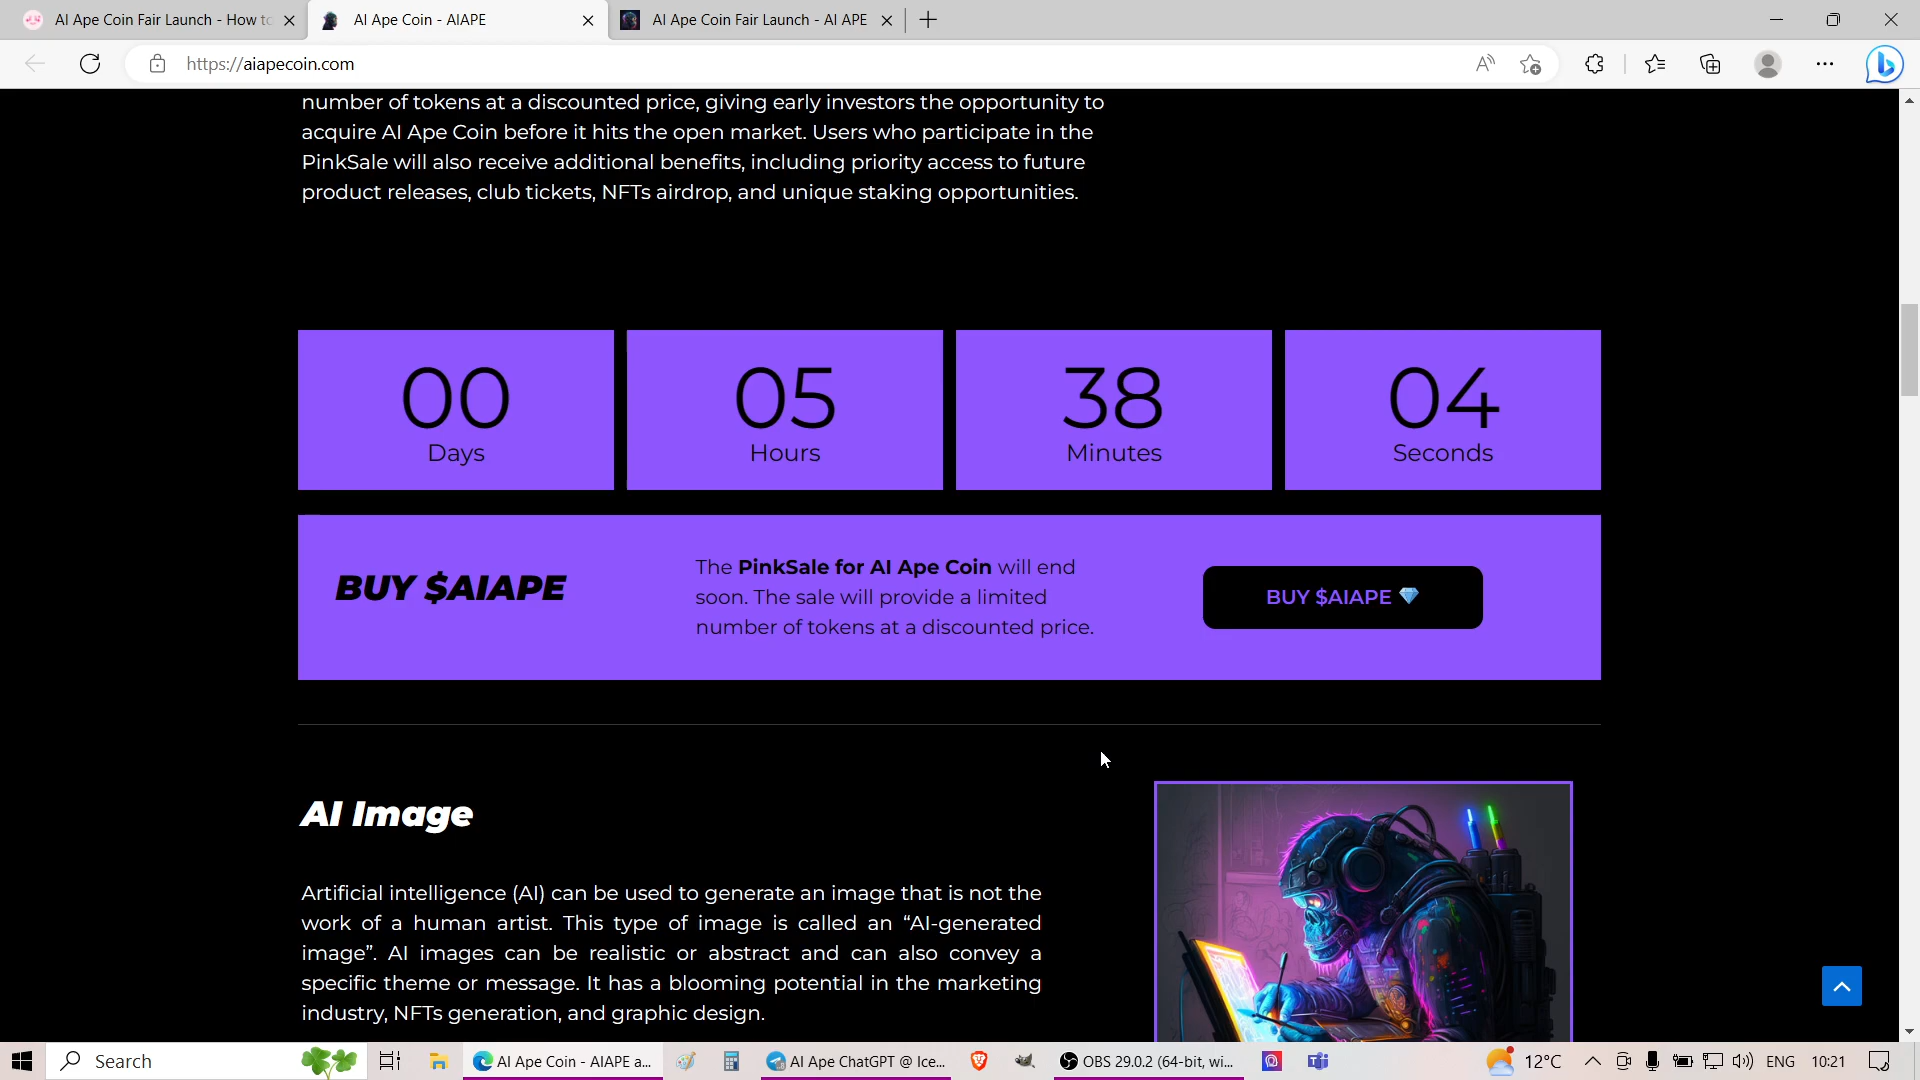 AI Ape Coin Fair Launch - How to
AI Ape Coin - AIAPE
AI Ape Coin Fair Launch - AI APE
https://aiapecoin.com
number of tokens at a discounted price, giving early investors the opportunity to
acquire AI Ape Coin before it hits the open market. Users who participate in the
PinkSale will also receive additional benefits, including priority access to future
product releases, club tickets, NFTs airdrop, and unique staking opportunities.
00
Days
05
Hours
38
Minutes
04
Seconds
BUY $AIAPE
The PinkSale for AI Ape Coin will end
soon. The sale will provide a limited
number of tokens at a discounted price.
BUY $AIAPE 💎
AI Image
Artificial intelligence (AI) can be used to generate an image that is not the
work of a human artist. This type of image is called an “AI-generated
image”. AI images can be realistic or abstract and can also convey a
specific theme or message. It has a blooming potential in the marketing
industry, NFTs generation, and graphic design.
Search
AI Ape Coin - AIAPE a...
AI Ape ChatGPT @ Ice...
OBS 29.0.2 (64-bit, wi...
12°C
ENG
10:21